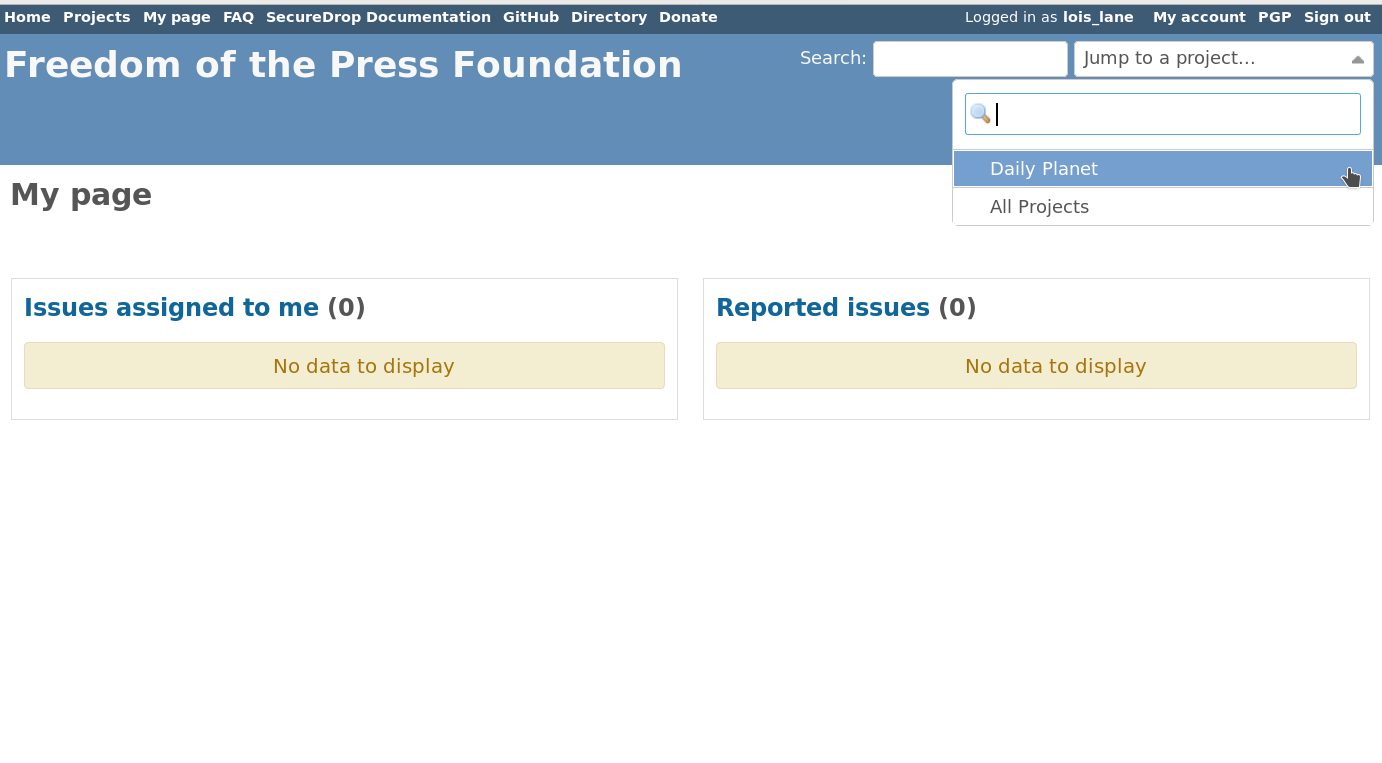 Home Projects My page FAQ SecureDrop Documentation GitHub Directory Donate Logged in as lois_lane My account PGP Sign out
Freedom of the Press Foundation
Search: Jump to a project...
Daily Planet
All Projects
My page
Issues assigned to me (0)
No data to display
Reported issues (0)
No data to display